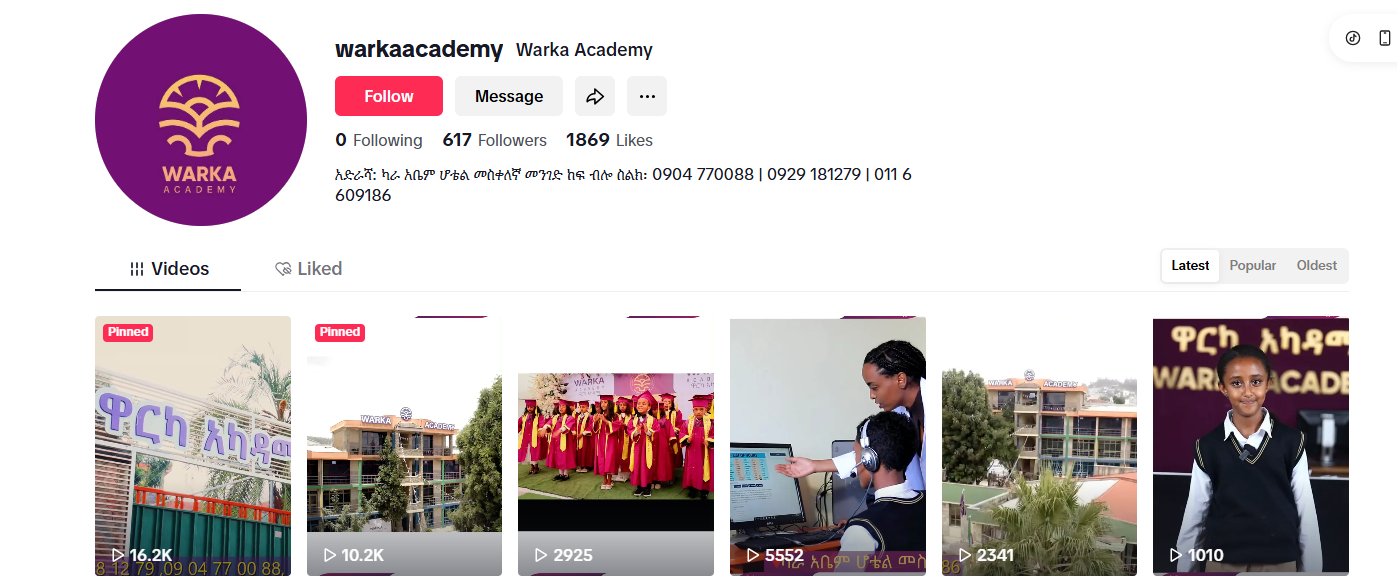 warkaacademy Warka Academy
WARKA
ACADEMY
Follow Message
0 Following 617 Followers 1869 Likes
አድራሻ: ካራ አቤም ሆቴል መስቀለኛ መንገድ ከፍ ብሎ ስልክ፡ 0904 770088 | 0929 181279 | 011 6
609186
Videos Liked
Latest Popular Oldest
Pinned
ዋርካ አካዳመ
16.2K
8 12 79 ,09 04 77 00 88,
Pinned
WARKA ACADEMY
10.2K
WARKA
2925
5552
ካራ አቤም ሆቴል መስ
WARKA ACADEMY
2341
86
ዋርካ አካዳመ
WARKA ACADE
1010